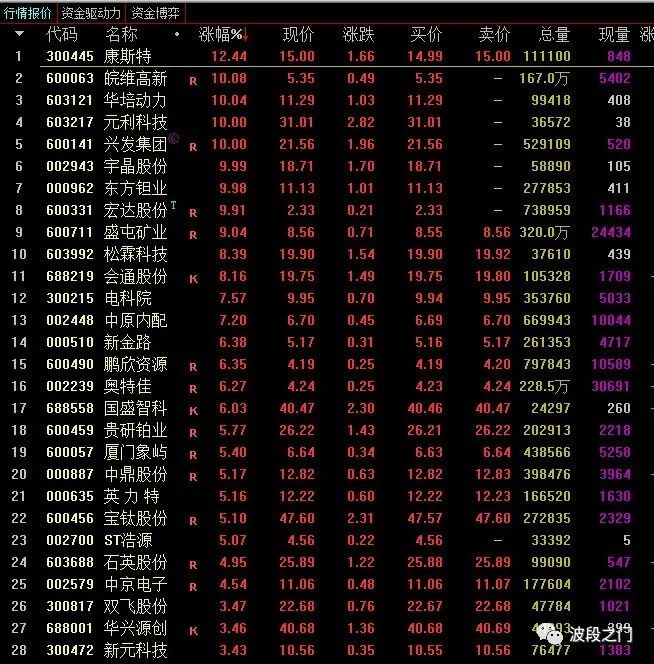 行情报价 资金驱动力 资金博弈
代码 名称 涨幅%↓ 现价 涨跌 买价 卖价 总量 现量 涨
1 300445 康斯特 12.44 15.00 1.66 14.99 15.00 111100 848
2 600063 皖维高新 R 10.08 5.35 0.49 5.35 — 167.0万 5402
3 603121 华培动力 10.04 11.29 1.03 11.29 — 99418 408
4 603217 元利科技 10.00 31.01 2.82 31.01 — 36572 38
5 600141 兴发集团 R 10.00 21.56 1.96 21.56 — 529109 520
6 002943 宇晶股份 9.99 18.71 1.70 18.71 — 58890 105
7 000962 东方钽业 9.98 11.13 1.01 11.13 — 277853 411
8 600331 宏达股份T R 9.91 2.33 0.21 2.33 — 738959 1166
9 600711 盛屯矿业 R 9.04 8.56 0.71 8.55 8.56 320.0万 24434
10 603992 松霖科技 8.39 19.90 1.54 19.90 19.92 37610 439
11 688219 会通股份 K 8.16 19.75 1.49 19.75 19.80 105328 1709
12 300215 电科院 7.57 9.95 0.70 9.94 9.95 353760 5033
13 002448 中原内配 7.20 6.70 0.45 6.69 6.70 669943 10044
14 000510 新金路 6.38 5.17 0.31 5.16 5.17 261353 4717
15 600490 鹏欣资源 R 6.35 4.19 0.25 4.19 4.20 797843 10589
16 002239 奥特佳 R 6.27 4.24 0.25 4.23 4.24 228.5万 30691
17 688558 国盛智科 K 6.03 40.47 2.30 40.46 40.47 24297 260
18 600459 贵研铂业 R 5.77 26.22 1.43 26.21 26.22 202913 2218
19 600057 厦门象屿 R 5.40 6.64 0.34 6.63 6.64 438566 5258
20 000887 中鼎股份 R 5.17 12.82 0.63 12.82 12.83 398476 3964
21 000635 英力特 5.16 12.22 0.60 12.22 12.23 166520 1630
22 600456 宝钛股份 R 5.10 47.60 2.31 47.57 47.60 272835 2329
23 002700 ST浩源 5.07 4.56 0.22 4.56 — 33392 5
24 603688 石英股份 R 4.95 25.89 1.22 25.88 25.89 99090 547
25 002579 中京电子 R 4.54 11.06 0.48 11.06 11.07 177604 2102
26 300817 双飞股份 3.47 22.68 0.76 22.67 22.68 47784 1021
27 688001 华兴源创 K 3.46 40.68 1.36 40.68 40.69 399
28 300472 新元科技 3.43 10.56 0.35 10.55 10.56 76477 1383
波段之门